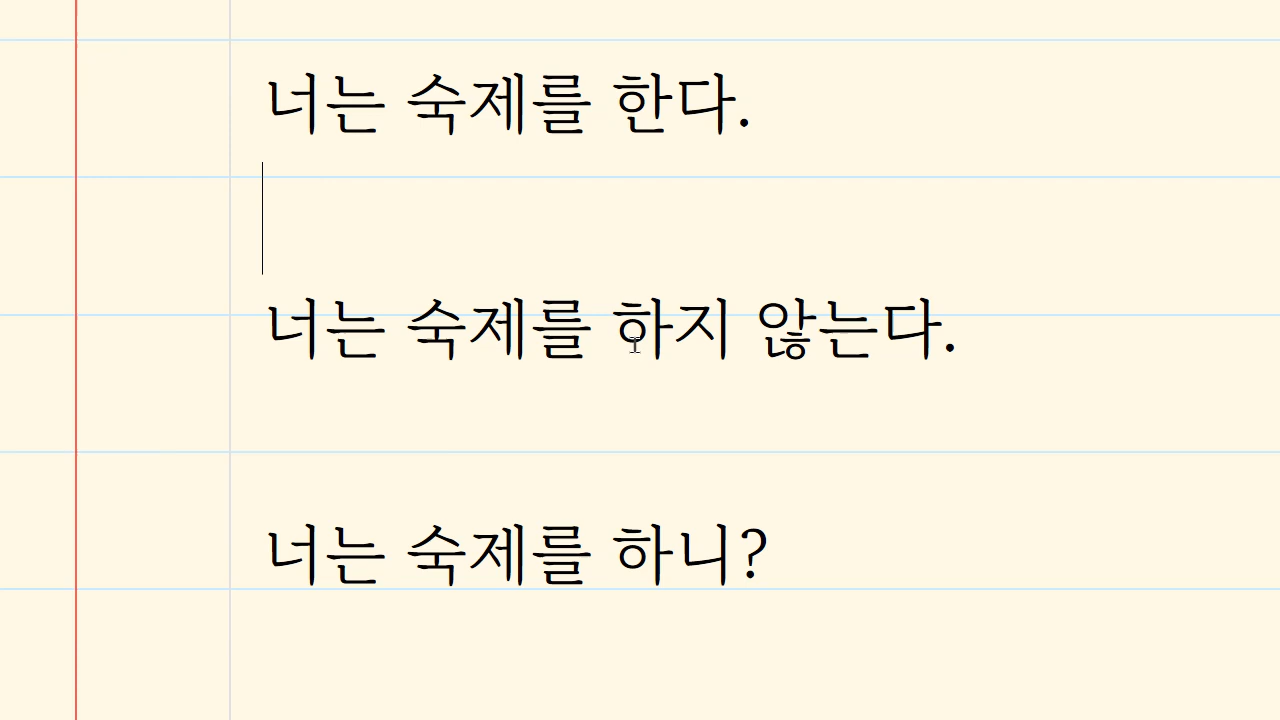 너는 숙제를 한다.
너는 숙제를 하지 않는다.
너는 숙제를 하니?